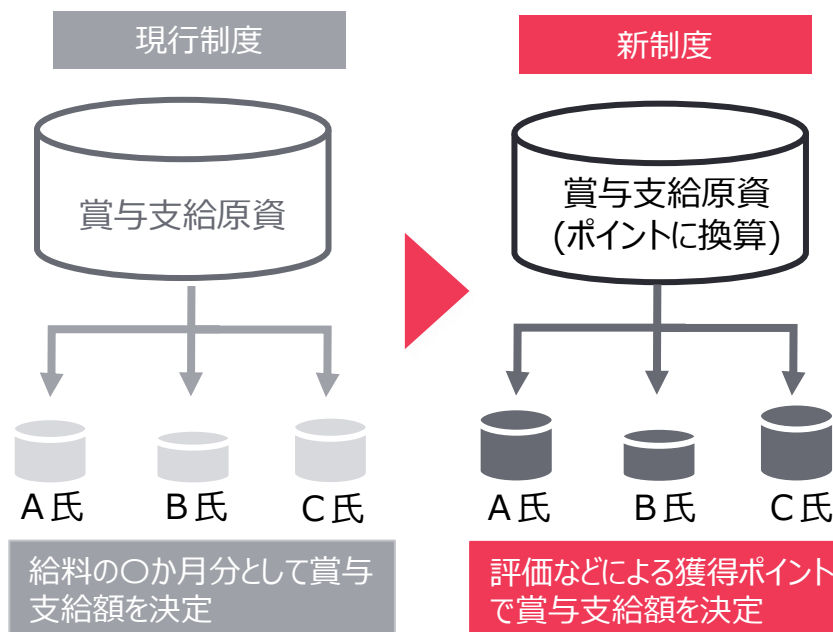 現行制度
新制度
賞与支給原資
賞与支給原資
(ポイントに換算)
A氏
B氏
C氏
A氏
B氏
C氏
給料の〇か月分として賞与
支給額を決定
評価などによる獲得ポイント
で賞与支給額を決定